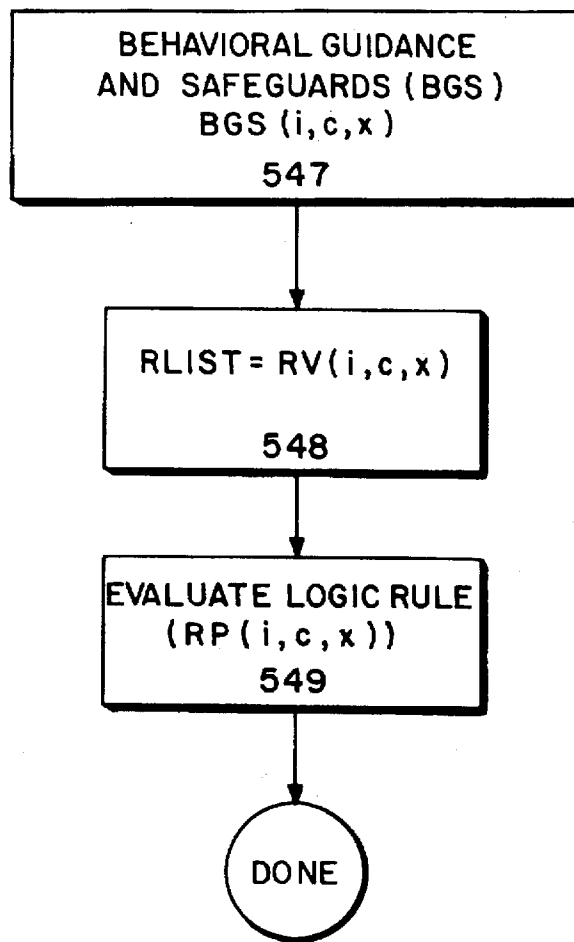 BEHAVIORAL GUIDANCE
AND SAFEGUARDS (BGS)
BGS (i,c,x)
547
RLIST = RV(i,c,x)
548
EVALUATE LOGIC RULE
(RP(i,c,x))
549
DONE